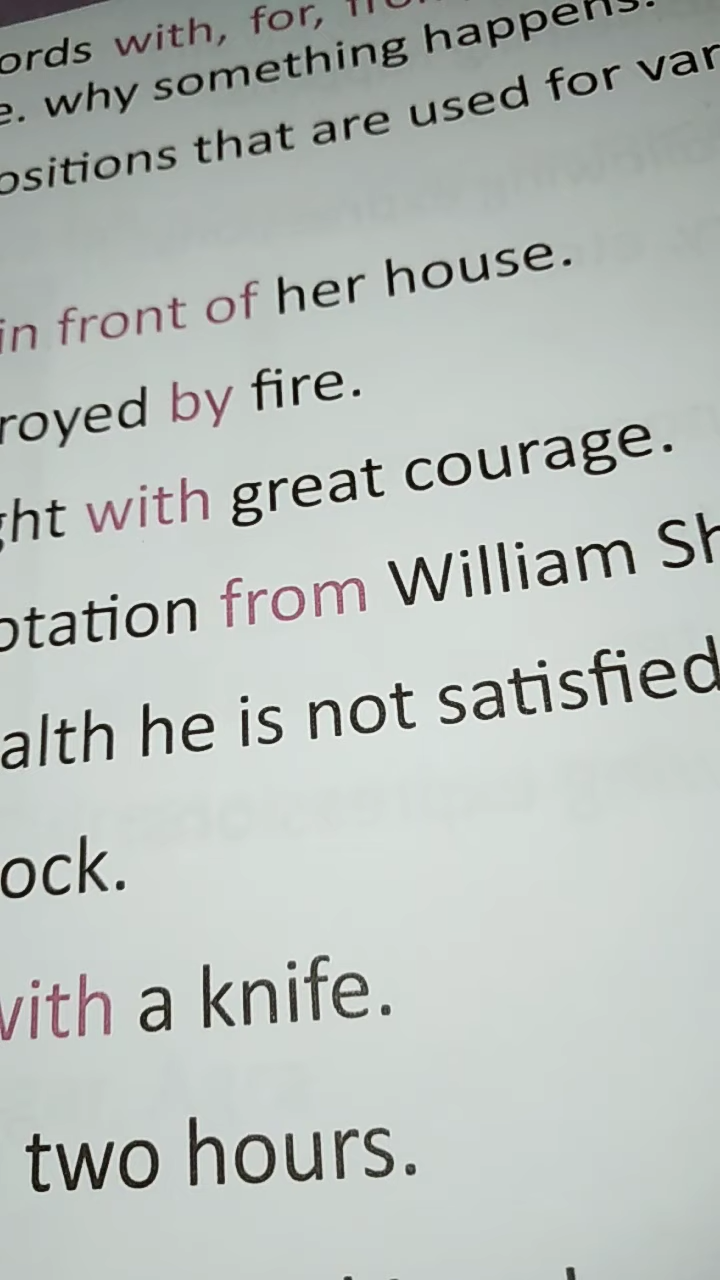 ords with, for,
e. why something happens.
ositions that are used for var
in front of her house.
royed by fire.
ght with great courage.
otation from William Sh
alth he is not satisfied
ock.
with a knife.
two hours.